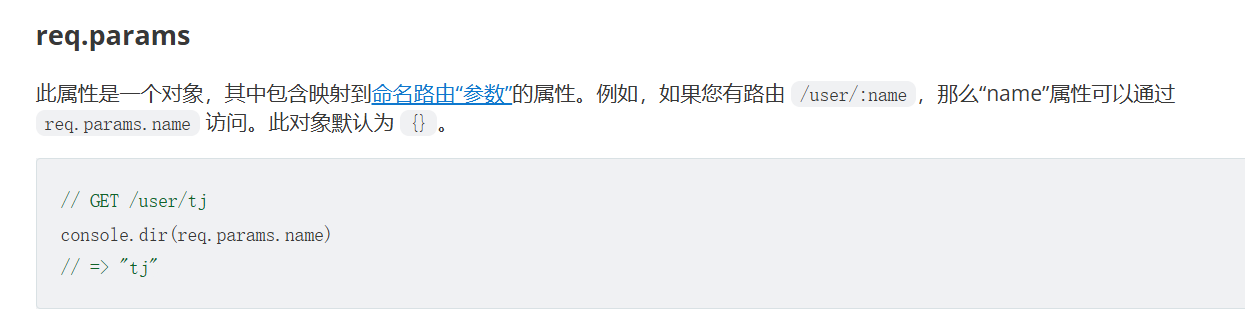 req.params
此属性是一个对象，其中包含映射到命名路由“参数”的属性。例如，如果您有路由 /user/:name ，那么“name”属性可以通过
req.params.name 访问。此对象默认为 {} 。
// GET /user/tj
console.dir(req.params.name)
// => "tj"